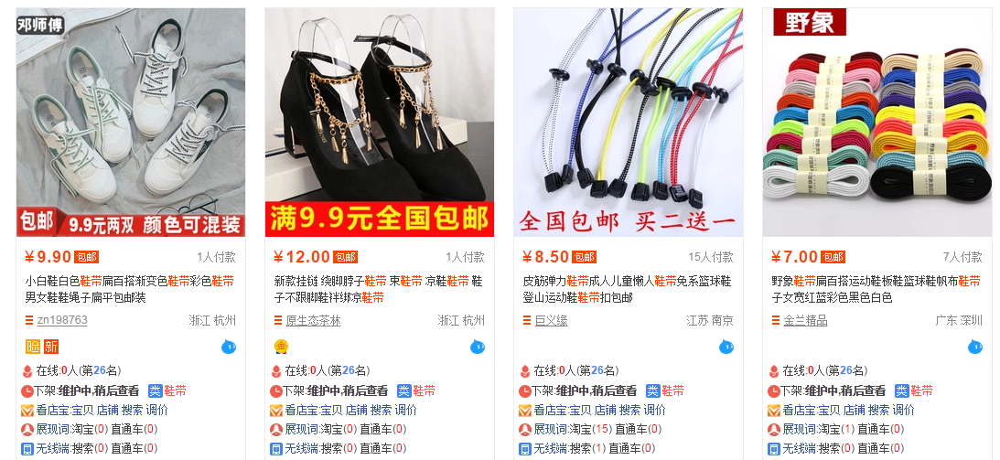 邓师傅
包邮 9.9元两双 颜色可混装
¥9.90 包邮 1人付款
小白鞋白色鞋带扁百搭渐变色鞋带彩色鞋带
男女鞋鞋绳子扁平包邮装
zn198763 浙江 杭州
险 新
在线:0人(第26名)
下架:维护中,稍后查看 类 鞋带
看店宝:宝贝 店铺 搜索 调价
展现词:淘宝(0) 直通车(0)
无线端:搜索(0) 直通车(0)
满9.9元全国包邮
¥12.00 包邮 1人付款
新款挂链 绕脚脖子鞋带 束鞋带 凉鞋鞋带 鞋
子不跟脚鞋袢绑凉鞋带
原生态茶林 浙江 杭州
在线:0人(第26名)
下架:维护中,稍后查看 类 鞋带
看店宝:宝贝 店铺 搜索 调价
展现词:淘宝(0) 直通车(0)
无线端:搜索(0) 直通车(0)
全国包邮 买二送一
¥8.50 包邮 15人付款
皮筋弹力鞋带成人儿童懒人鞋带免系篮球鞋
登山运动鞋鞋带扣包邮
巨义缘 江苏 南京
在线:0人(第26名)
下架:维护中,稍后查看 类 鞋带
看店宝:宝贝 店铺 搜索 调价
展现词:淘宝(15) 直通车(0)
无线端:搜索(1) 直通车(0)
野象
¥7.00 包邮 7人付款
野象鞋带扁百搭运动鞋板鞋篮球鞋帆布鞋带
子女宽红蓝彩色黑色白色
金兰精品 广东 深圳
在线:0人(第26名)
下架:维护中,稍后查看 类 鞋带
看店宝:宝贝 店铺 搜索 调价
展现词:淘宝(1) 直通车(0)
无线端:搜索(0) 直通车(0)